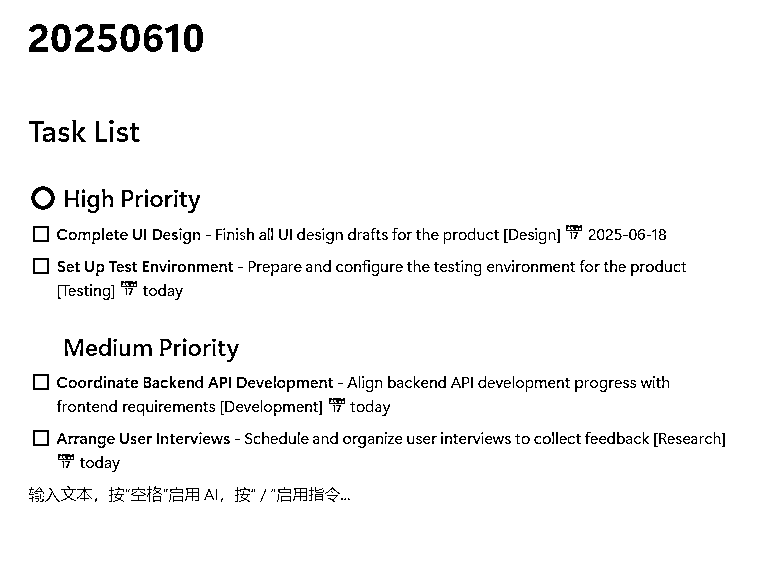 20250610
Task List
High Priority
Complete UI Design - Finish all UI design drafts for the product [Design] 📅 2025-06-18
Set Up Test Environment - Prepare and configure the testing environment for the product
[Testing] 📅 today
Medium Priority
Coordinate Backend API Development - Align backend API development progress with
frontend requirements [Development] 📅 today
Arrange User Interviews - Schedule and organize user interviews to collect feedback [Research]
📅 today
输入文本，按“空格”启用 AI，按“ / ”启用指令...